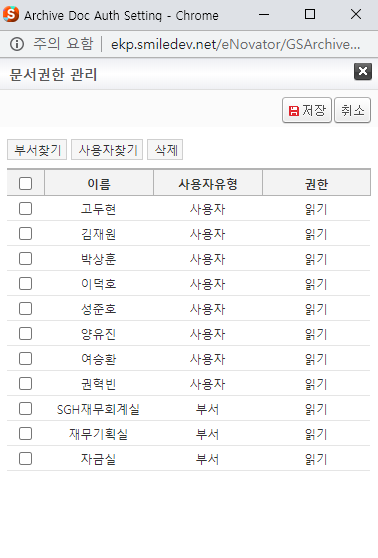 Archive Doc Auth Setting - Chrome
주의 요함 | ekp.smiledev.net/eNovator/GSArchive...
문서권한 관리
저장 취소
부서찾기 사용자찾기 삭제
이름 사용자유형 권한
고두현 사용자 읽기
김재원 사용자 읽기
박상훈 사용자 읽기
이덕호 사용자 읽기
성준호 사용자 읽기
양유진 사용자 읽기
여승환 사용자 읽기
권혁빈 사용자 읽기
SGH재무회계실 부서 읽기
재무기획실 부서 읽기
자금실 부서 읽기